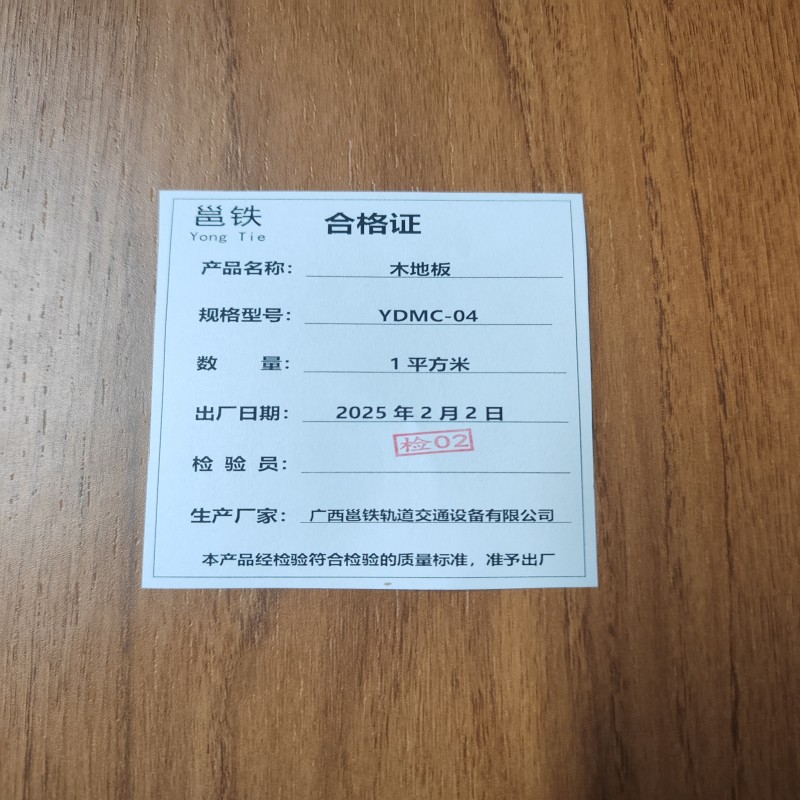 邕铁
Yong Tie
合格证
产品名称： 木地板
规格型号： YDMC-04
数 量： 1 平方米
出厂日期： 2025 年 2 月 2 日
检02
检 验 员：
生产厂家： 广西邕铁轨道交通设备有限公司
本产品经检验符合检验的质量标准，准予出厂